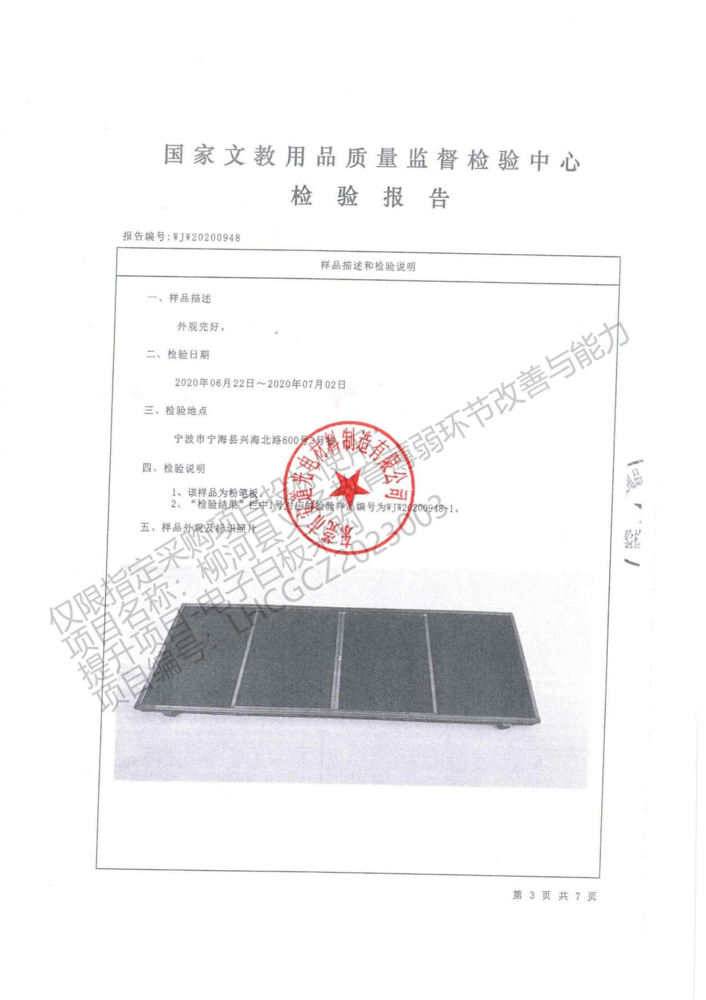 国家文教用品质量监督检验中心
检验报告
报告编号:WJW20200948
样品描述和检验说明
一、样品描述
外观完好。
二、检验日期
2020年06月22日～2020年07月02日
三、检验地点
宁波市宁海县兴海北路600号3号楼
四、检验说明
1、该样品为粉笔板。
2、“检验结果”栏中1号对应的检验样品编号为WJW20200948-1。
五、样品外观及标识照片
光电材料制造有限公司
仅限指定采购项目投标使用
项目名称：柳河县义务教育薄弱环节改善与能力
提升项目-电子白板采购
项目编号：LHCGCZ2023003
第 3 页 共 7 页